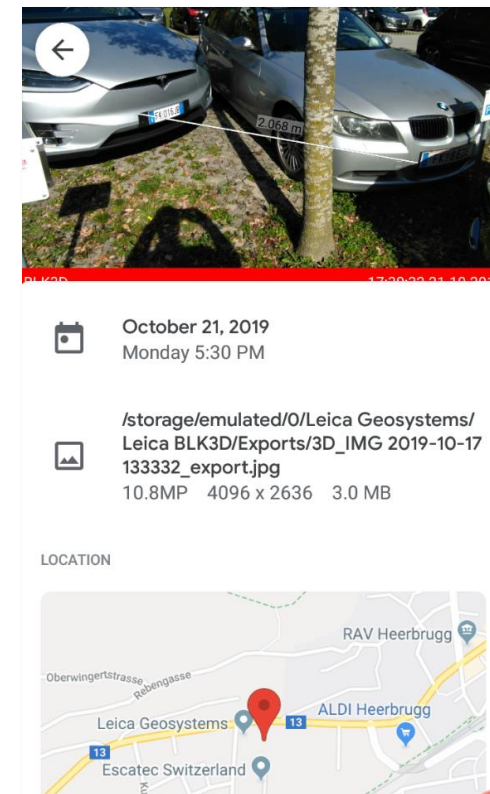 2.068 m
BLK3D
October 21, 2019
Monday 5:30 PM
/storage/emulated/0/Leica Geosystems/
Leica BLK3D/Exports/3D_IMG 2019-10-17
133332_export.jpg
10.8MP 4096 x 2636 3.0 MB
LOCATION
RAV Heerbrugg
Oberwingertstrasse
Rebengasse
ALDI Heerbrugg
Leica Geosystems
13
13
Escatec Switzerland